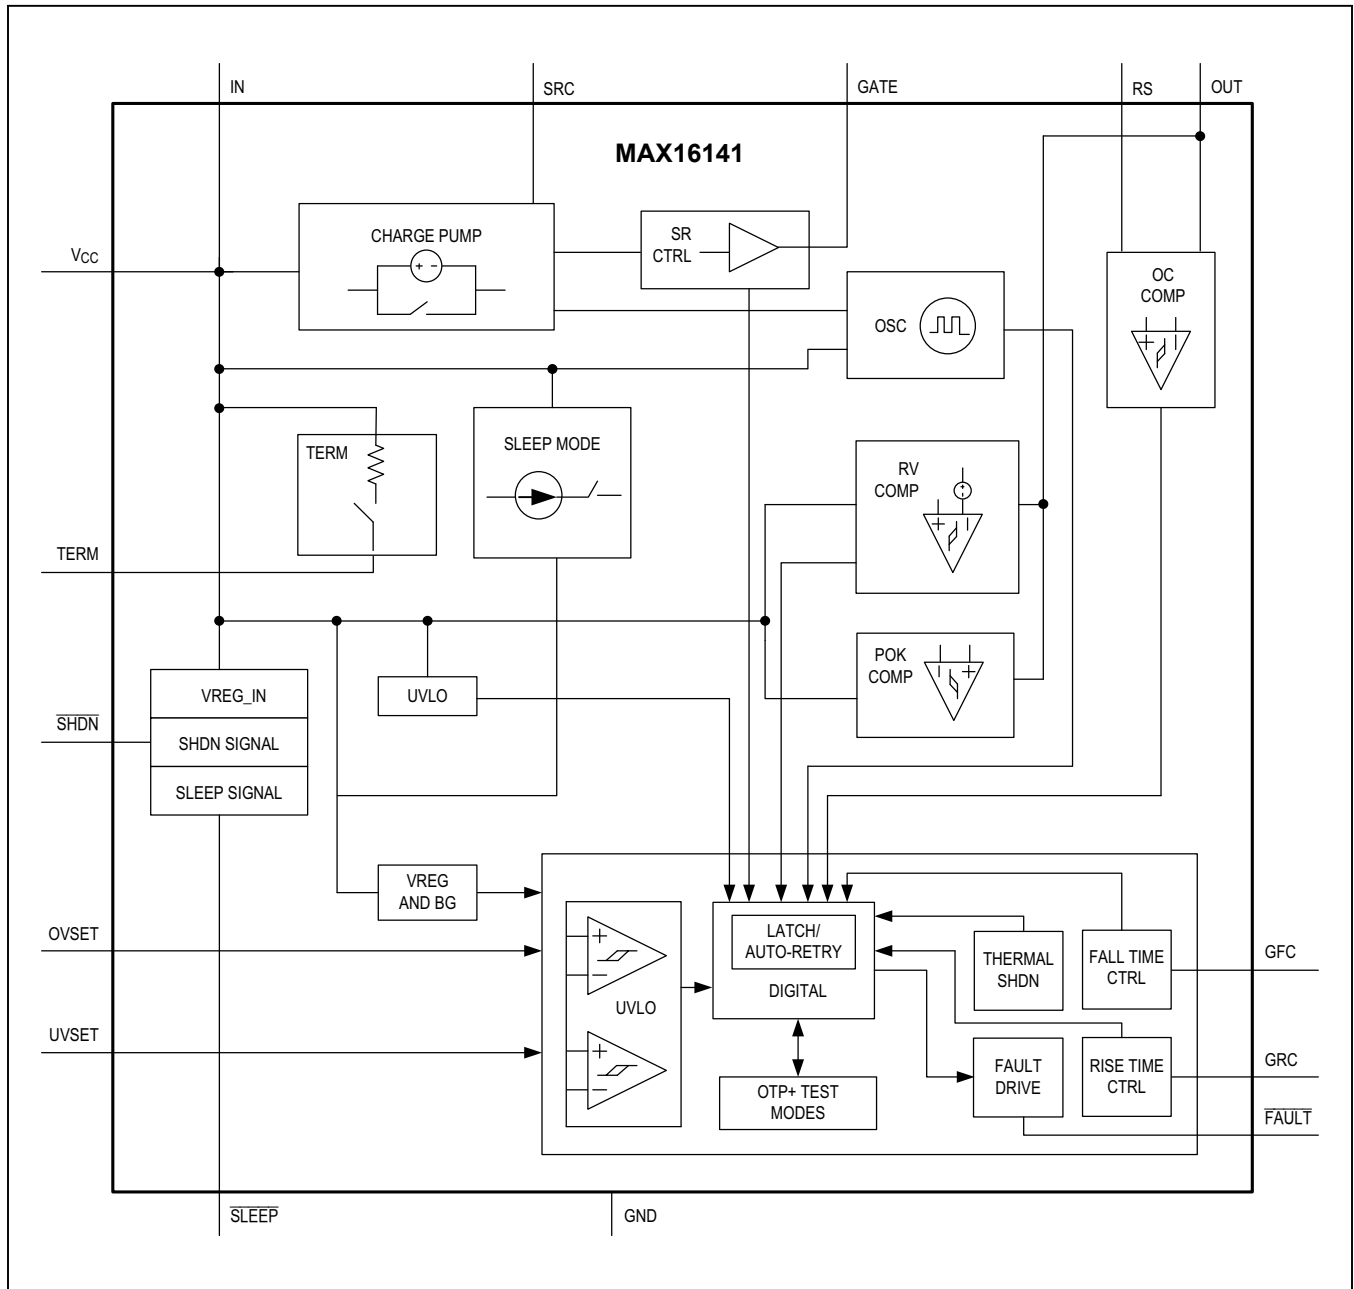 IN
SRC
GATE
RS
OUT
MAX16141
VCC
CHARGE PUMP
+ -
SR
CTRL
OSC
OC
COMP
+ -
TERM
SLEEP MODE
RV
COMP
+ -
TERM
POK
COMP
- +
VREG_IN
SHDN
SHDN SIGNAL
SLEEP SIGNAL
UVLO
VREG
AND BG
OVSET
UVSET
+
-
UVLO
+
-
LATCH/
AUTO-RETRY
DIGITAL
OTP+ TEST
MODES
THERMAL
SHDN
FALL TIME
CTRL
GFC
FAULT
DRIVE
RISE TIME
CTRL
GRC
FAULT
SLEEP
GND